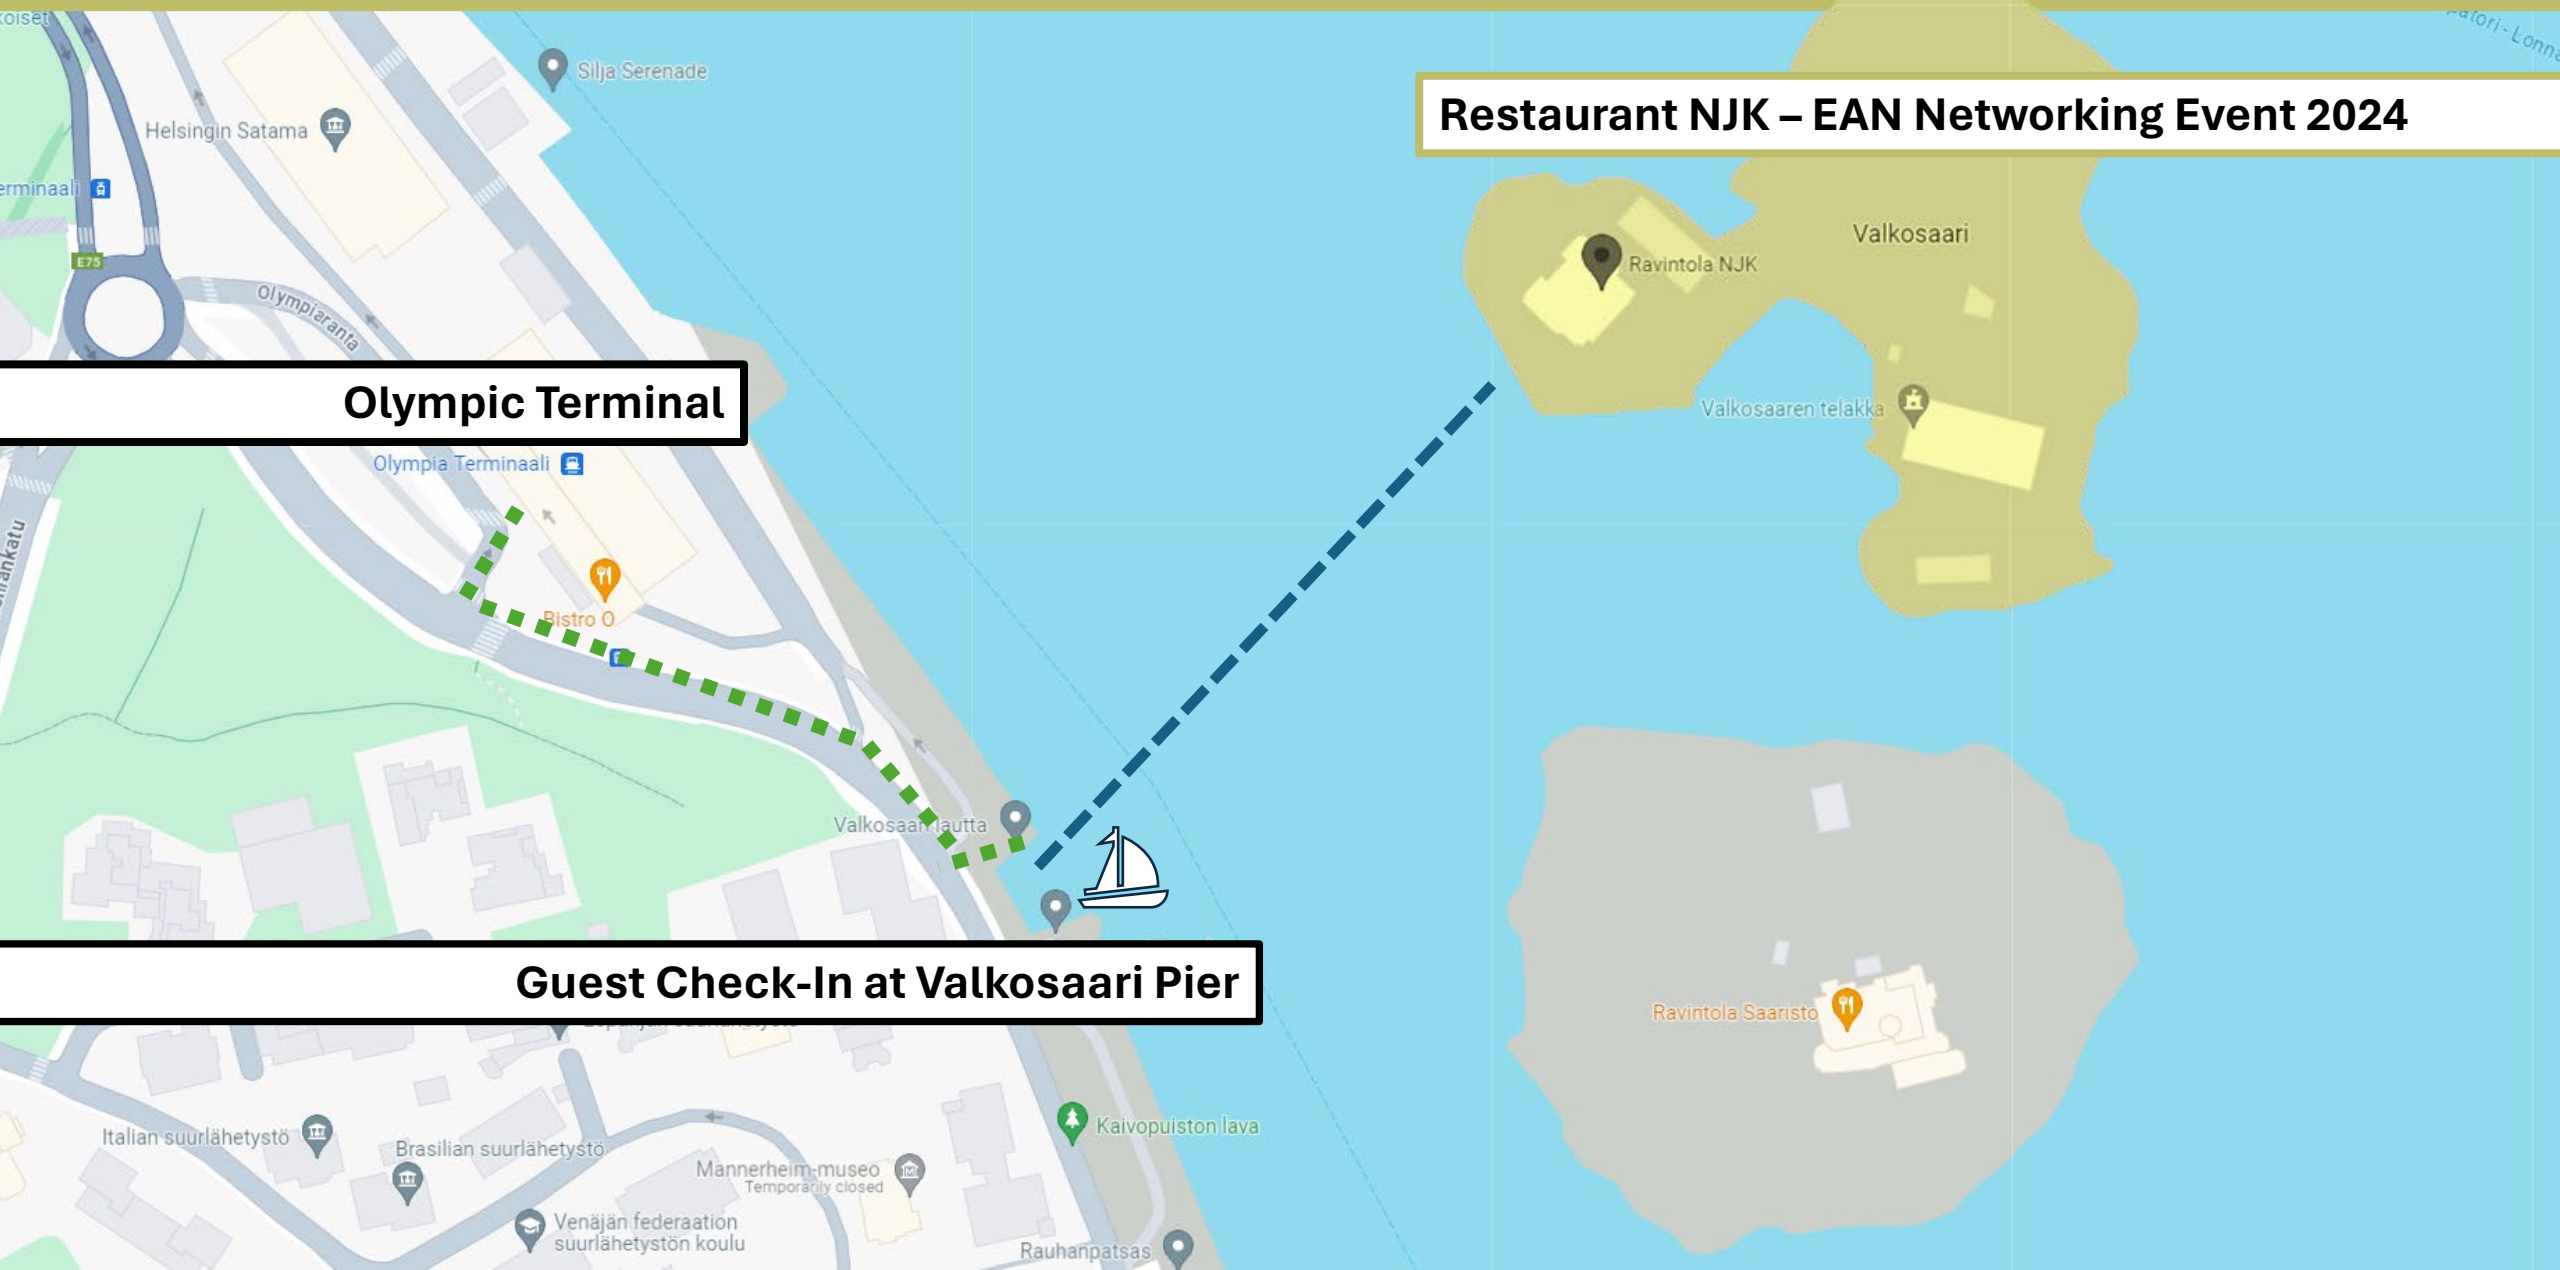 Silja Serenade
Restaurant NJK – EAN Networking Event 2024
Helsingin Satama
E75
Valkosaari
Ravintola NJK
Olympiaranta
Olympic Terminal
Valkosaaren telakka
Olympia Terminaali
Bistro O
Valkosaari lautta
Guest Check-In at Valkosaari Pier
Ravintola Saaristo
Kaivopuiston lava
Italian suurlähetystö
Brasilian suurlähetystö
Mannerheim-museo
Temporarily closed
Venäjän federaation
suurlähetystön koulu
Rauhanpatsas